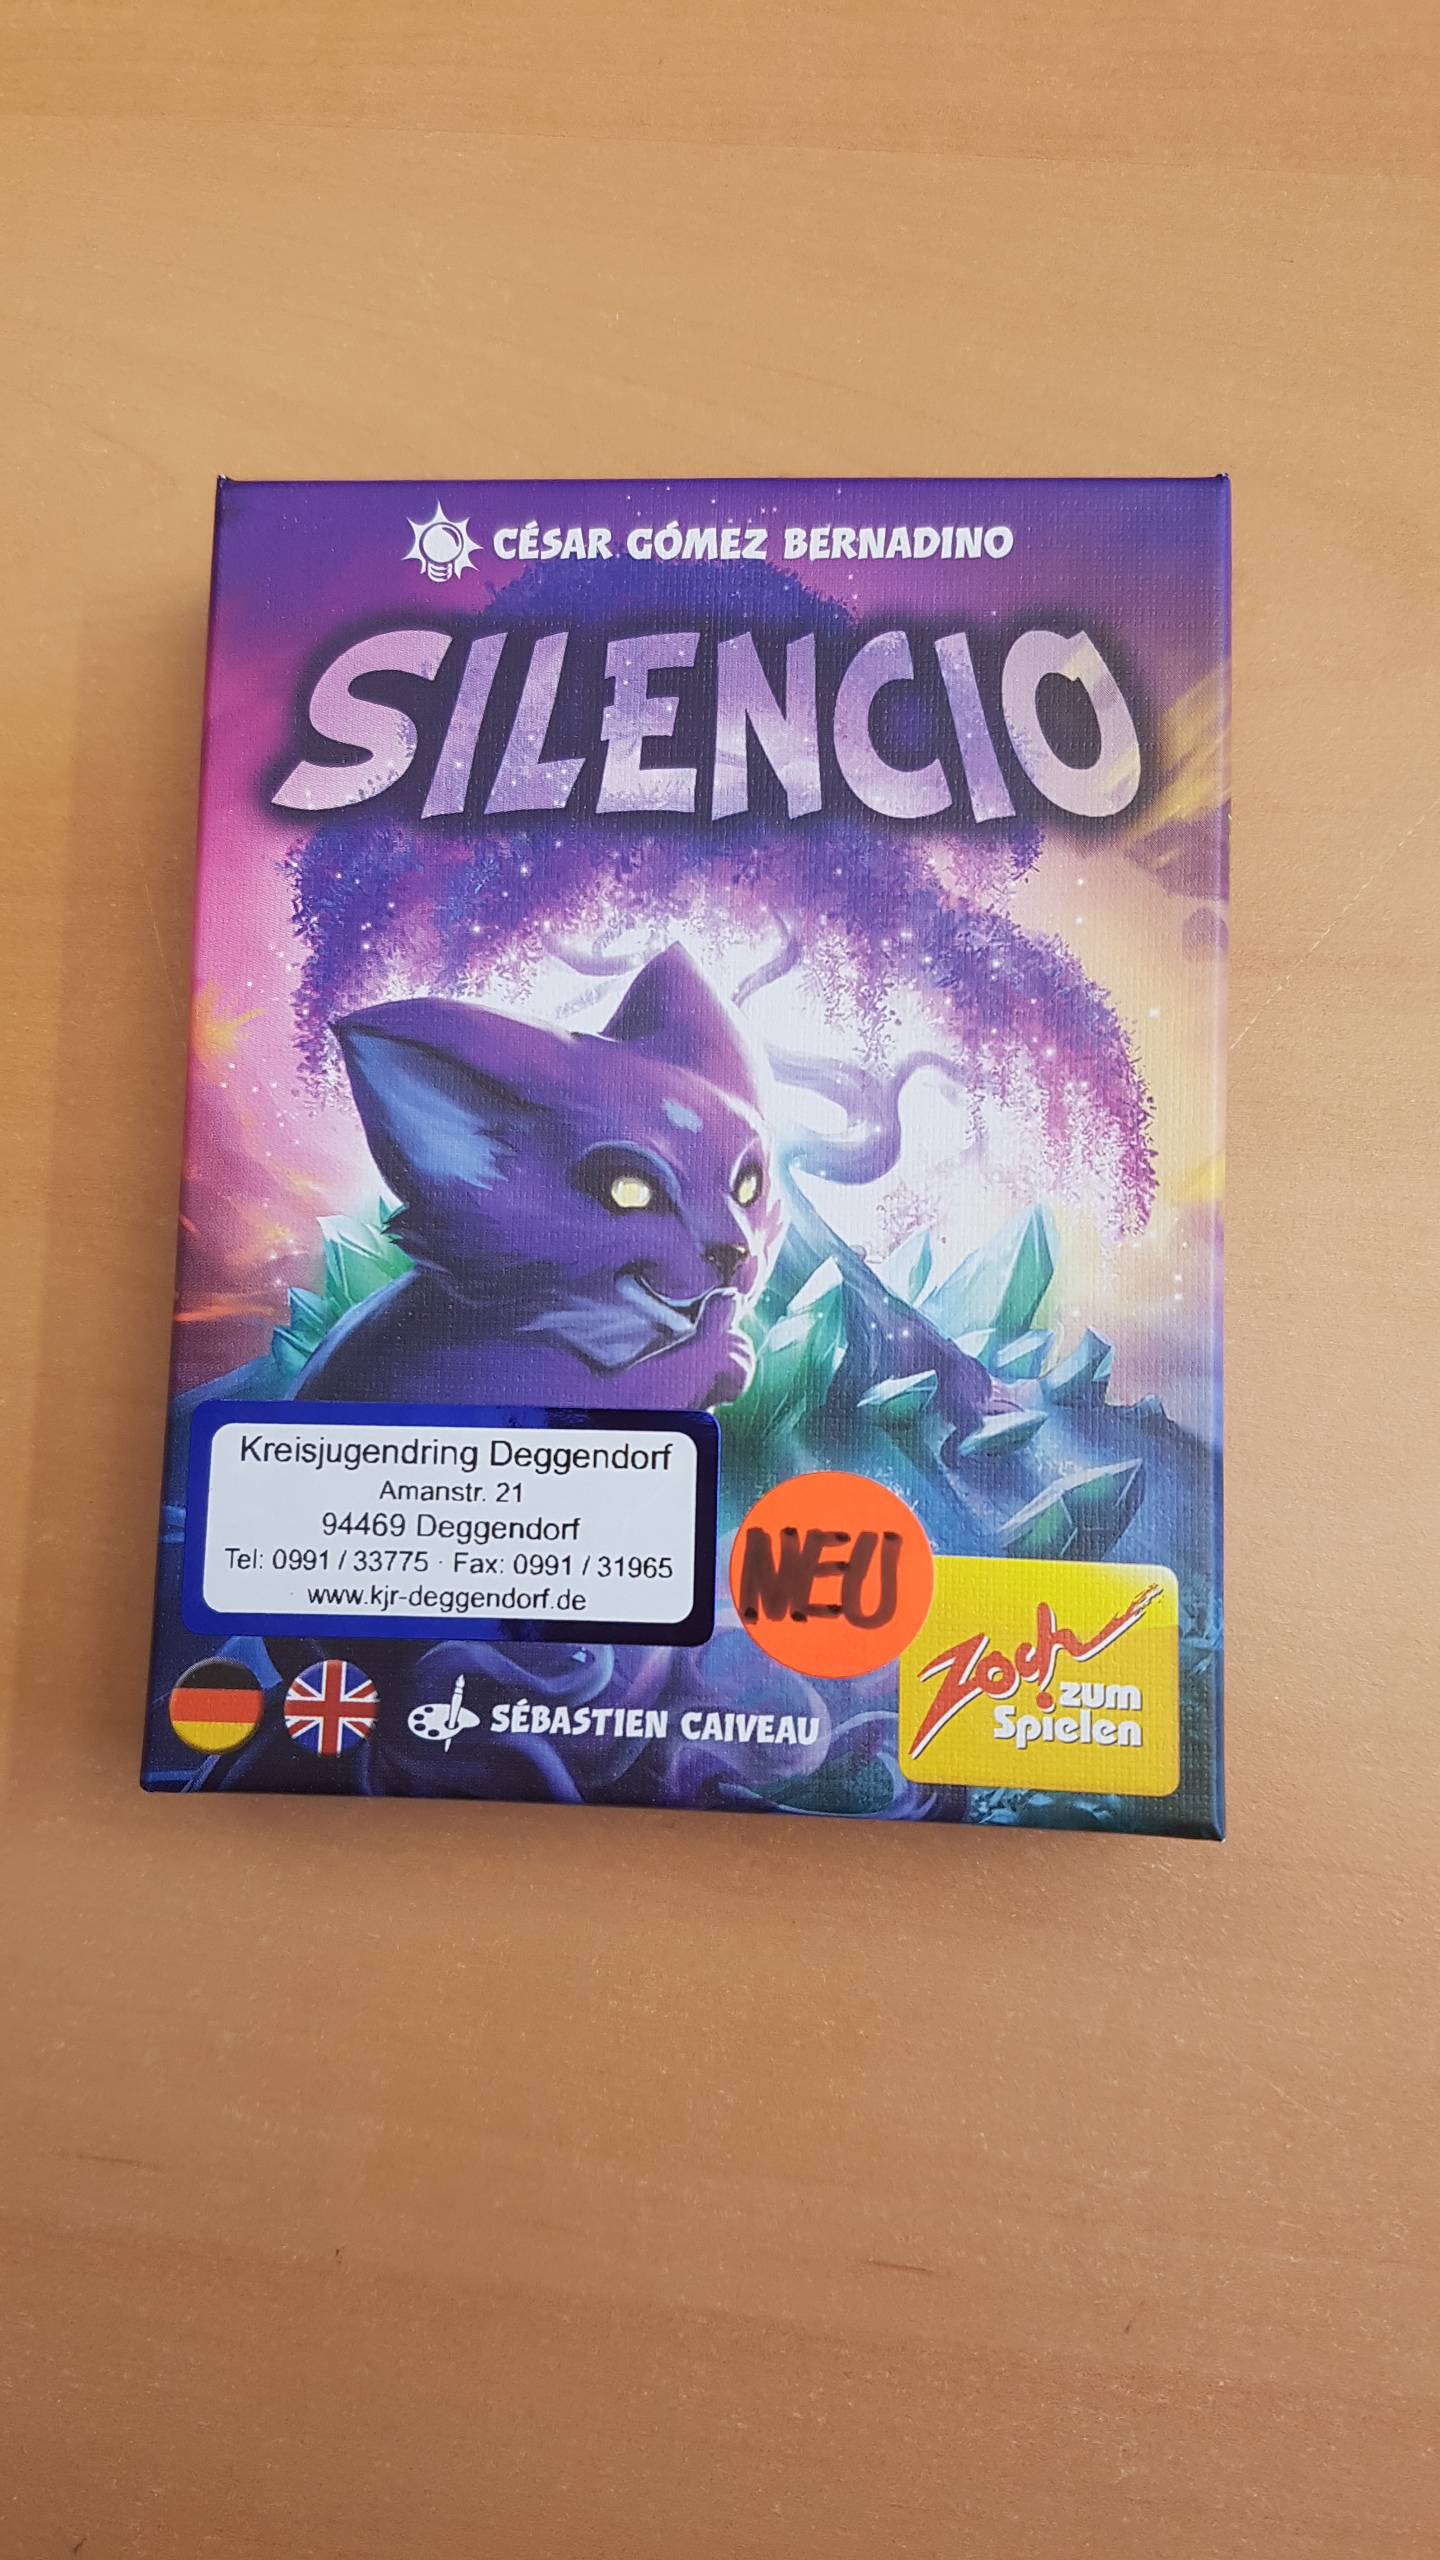 CÉSAR GÓMEZ BERNADINO
SILENCIO
Kreisjugendring Deggendorf
Amanstr. 21
94469 Deggendorf
Tel: 0991 / 33775 · Fax: 0991 / 31965
www.kjr-deggendorf.de
NEU
SÉBASTIEN CAIVEAU
Zoch
zum
Spielen